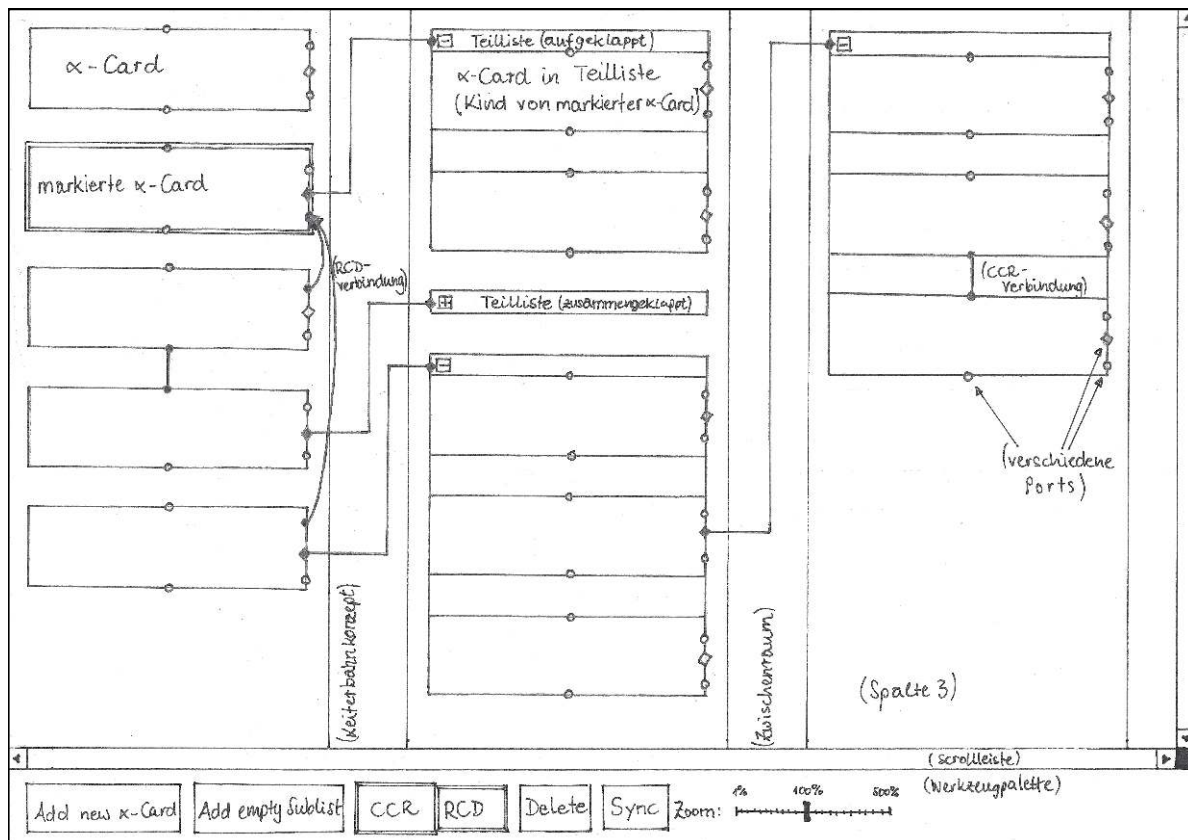 α-Card
markierte α-Card
(RCD-
verbindung)
(Leiterbahnkonzept)
Teilliste (aufgeklappt)
α-Card in Teilliste
(Kind von markierter α-Card)
Teilliste (zusammengeklappt)
(Zwischenraum)
(CCR-
verbindung)
(verschiedene
Ports)
(Spalte 3)
(Scrollleiste)
(Werkzeugpalette)
Add new α-Card
Add empty Sublist
CCR
RCD
Delete
Sync
Zoom:
1%
100%
500%